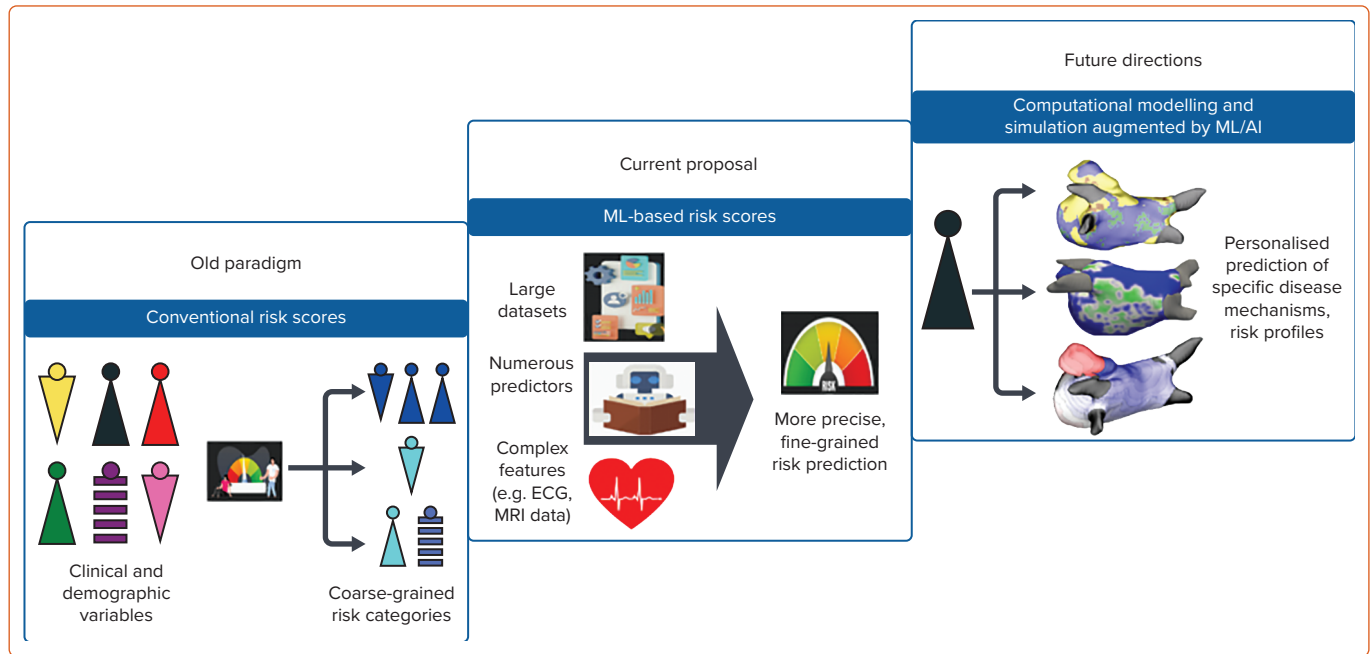 Old paradigm
Conventional risk scores
Clinical and
demographic
variables
Coarse-grained
risk categories
Current proposal
ML-based risk scores
Large
datasets
Numerous
predictors
Complex
features
(e.g. ECG,
MRI data)
RISK
More precise,
fine-grained
risk prediction
Future directions
Computational modelling and
simulation augmented by ML/AI
Personalised
prediction of
specific disease
mechanisms,
risk profiles